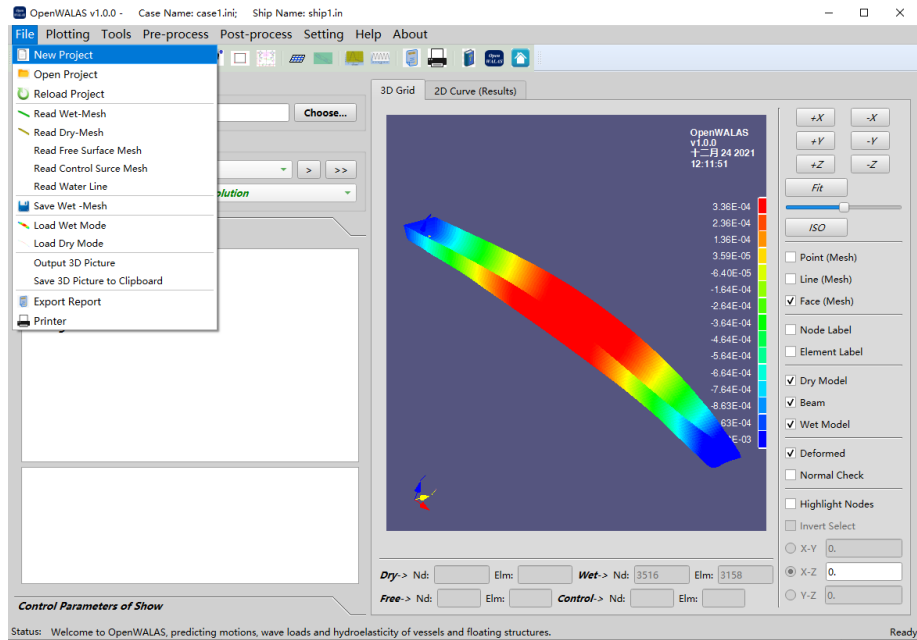 OpenWALAS v1.0.0 - Case Name: case1.ini; Ship Name: ship1.in
File Plotting Tools Pre-process Post-process Setting Help About
New Project
Open Project
Reload Project
Read Wet-Mesh
Read Dry-Mesh
Read Free Surface Mesh
Read Control Surce Mesh
Read Water Line
Save Wet -Mesh
Load Wet Mode
Load Dry Mode
Output 3D Picture
Save 3D Picture to Clipboard
Export Report
Printer
Choose...
> >>
olution
Control Parameters of Show
3D Grid 2D Curve (Results)
OpenWALAS
v1.0.0
十二月 24 2021
12:11:51
3.36E-04
2.36E-04
1.36E-04
3.59E-05
-6.40E-05
-1.64E-04
-2.64E-04
-3.64E-04
-4.64E-04
-5.64E-04
-6.64E-04
-7.64E-04
-8.63E-04
63E-04
E-03
Dry-> Nd: Elm: Wet-> Nd: 3516 Elm: 3158
Free-> Nd: Elm: Control-> Nd: Elm:
+X -X
+Y -Y
+Z -Z
Fit
ISO
Point (Mesh)
Line (Mesh)
Face (Mesh)
Node Label
Element Label
Dry Model
Beam
Wet Model
Deformed
Normal Check
Highlight Nodes
Invert Select
X-Y 0.
X-Z 0.
Y-Z 0.
Status: Welcome to OpenWALAS, predicting motions, wave loads and hydroelasticity of vessels and floating structures. Ready